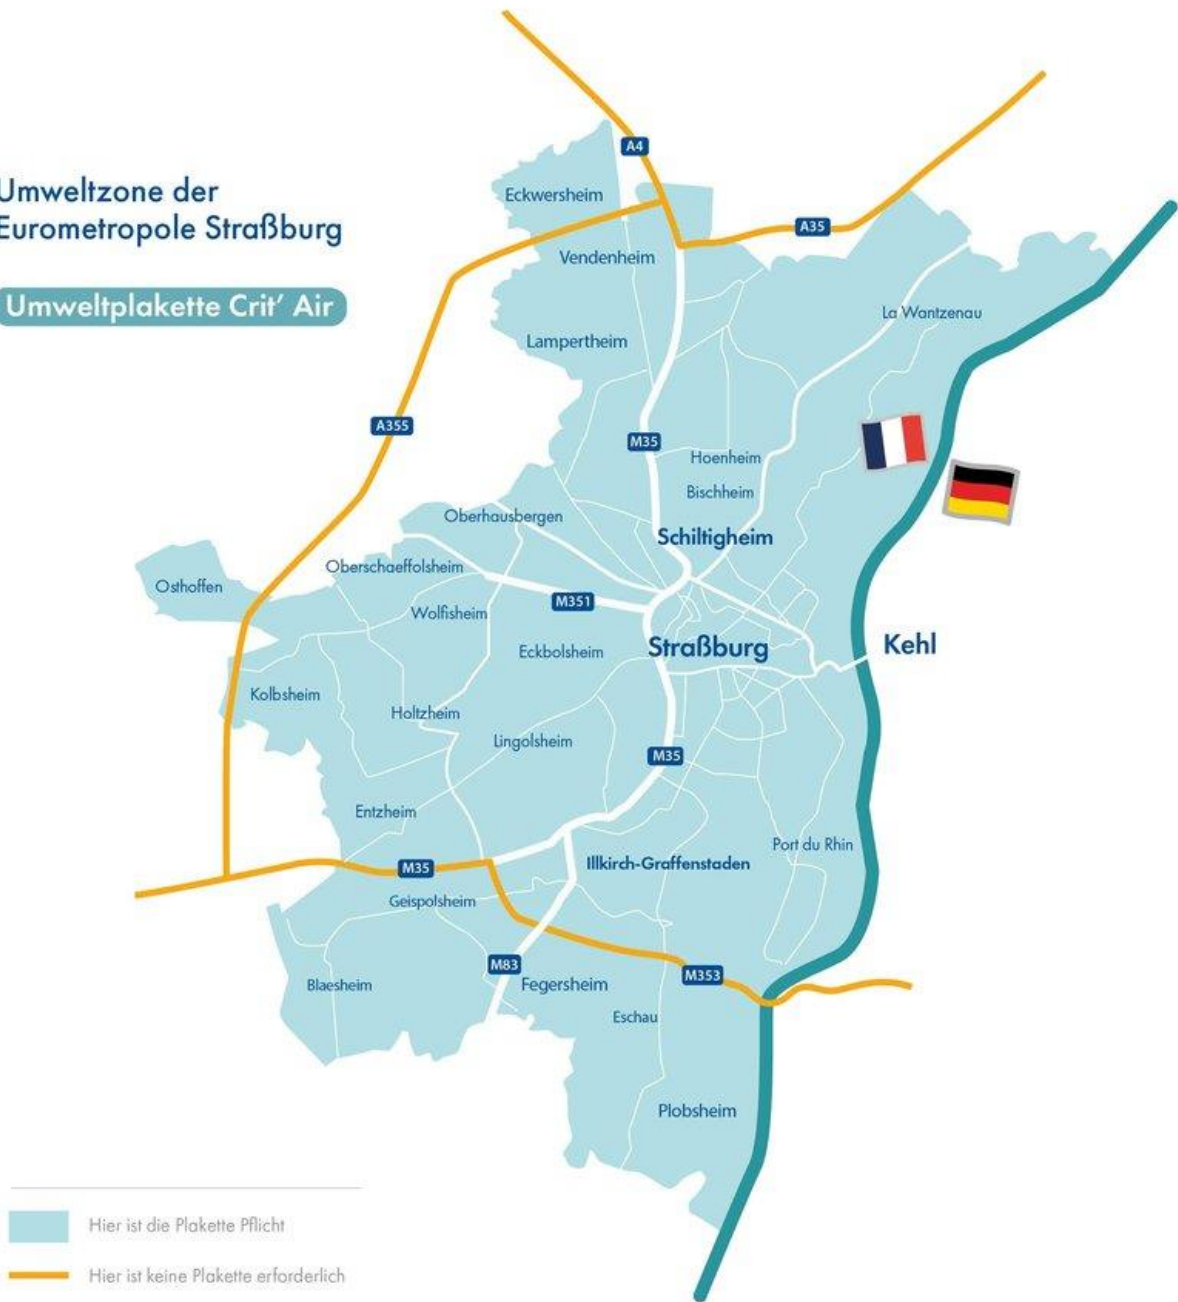 Umweltzone der
Eurometropole Straßburg
Umweltplakette Crit’ Air
A4
Eckwersheim
A35
Vendenheim
La Wantzenau
Lampertheim
A355
M35
Hoenheim
Bischheim
Oberhausbergen
Schiltigheim
Oberschaeffolsheim
Osthoffen
M351
Wolfisheim
Straßburg
Kehl
Eckbolsheim
Kolbsheim
Holtzheim
Lingolsheim
M35
Entzheim
Port du Rhin
Illkirch-Graffenstaden
M35
Geispolsheim
M83
M353
Blaesheim
Fegersheim
Eschau
Plobsheim
Hier ist die Plakette Pflicht
Hier ist keine Plakette erforderlich